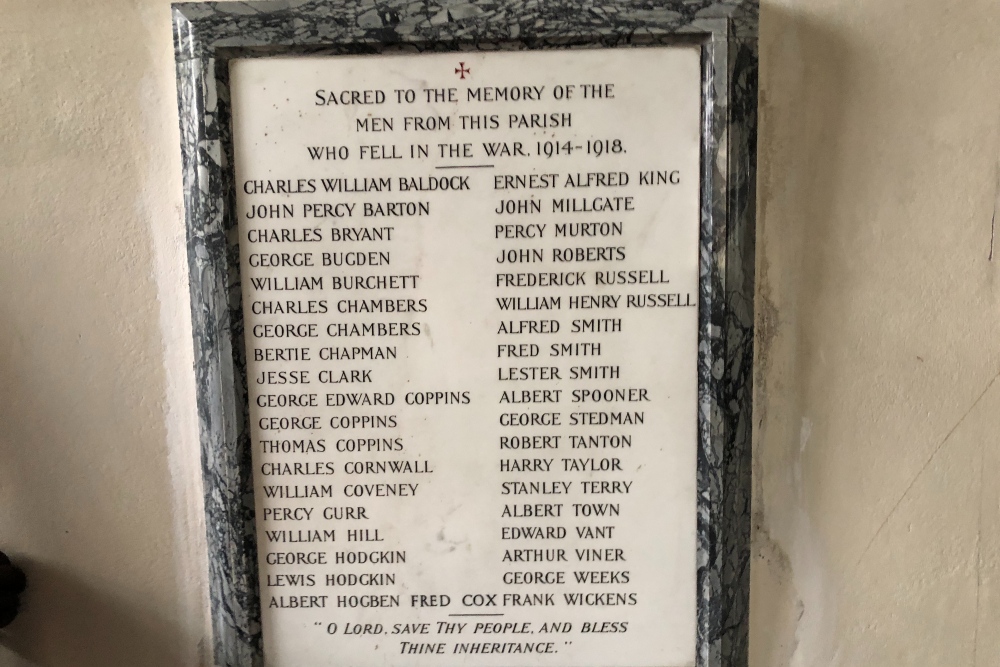 SACRED TO THE MEMORY OF THE
MEN FROM THIS PARISH
WHO FELL IN THE WAR. 1914-1918.
CHARLES WILLIAM BALDOCK
JOHN PERCY BARTON
CHARLES BRYANT
GEORGE BUGDEN
WILLIAM BURCHETT
CHARLES CHAMBERS
GEORGE CHAMBERS
BERTIE CHAPMAN
JESSE CLARK
GEORGE EDWARD COPPINS
GEORGE COPPINS
THOMAS COPPINS
CHARLES CORNWALL
WILLIAM COVENEY
PERCY GURR
WILLIAM HILL
GEORGE HODGKIN
LEWIS HODGKIN
ALBERT HOGBEN
FRED COX
ERNEST ALFRED KING
JOHN MILLGATE
PERCY MURTON
JOHN ROBERTS
FREDERICK RUSSELL
WILLIAM HENRY RUSSELL
ALFRED SMITH
FRED SMITH
LESTER SMITH
ALBERT SPOONER
GEORGE STEDMAN
ROBERT TANTON
HARRY TAYLOR
STANLEY TERRY
ALBERT TOWN
EDWARD VANT
ARTHUR VINER
GEORGE WEEKS
FRANK WICKENS
"O LORD, SAVE THY PEOPLE, AND BLESS
THINE INHERITANCE."